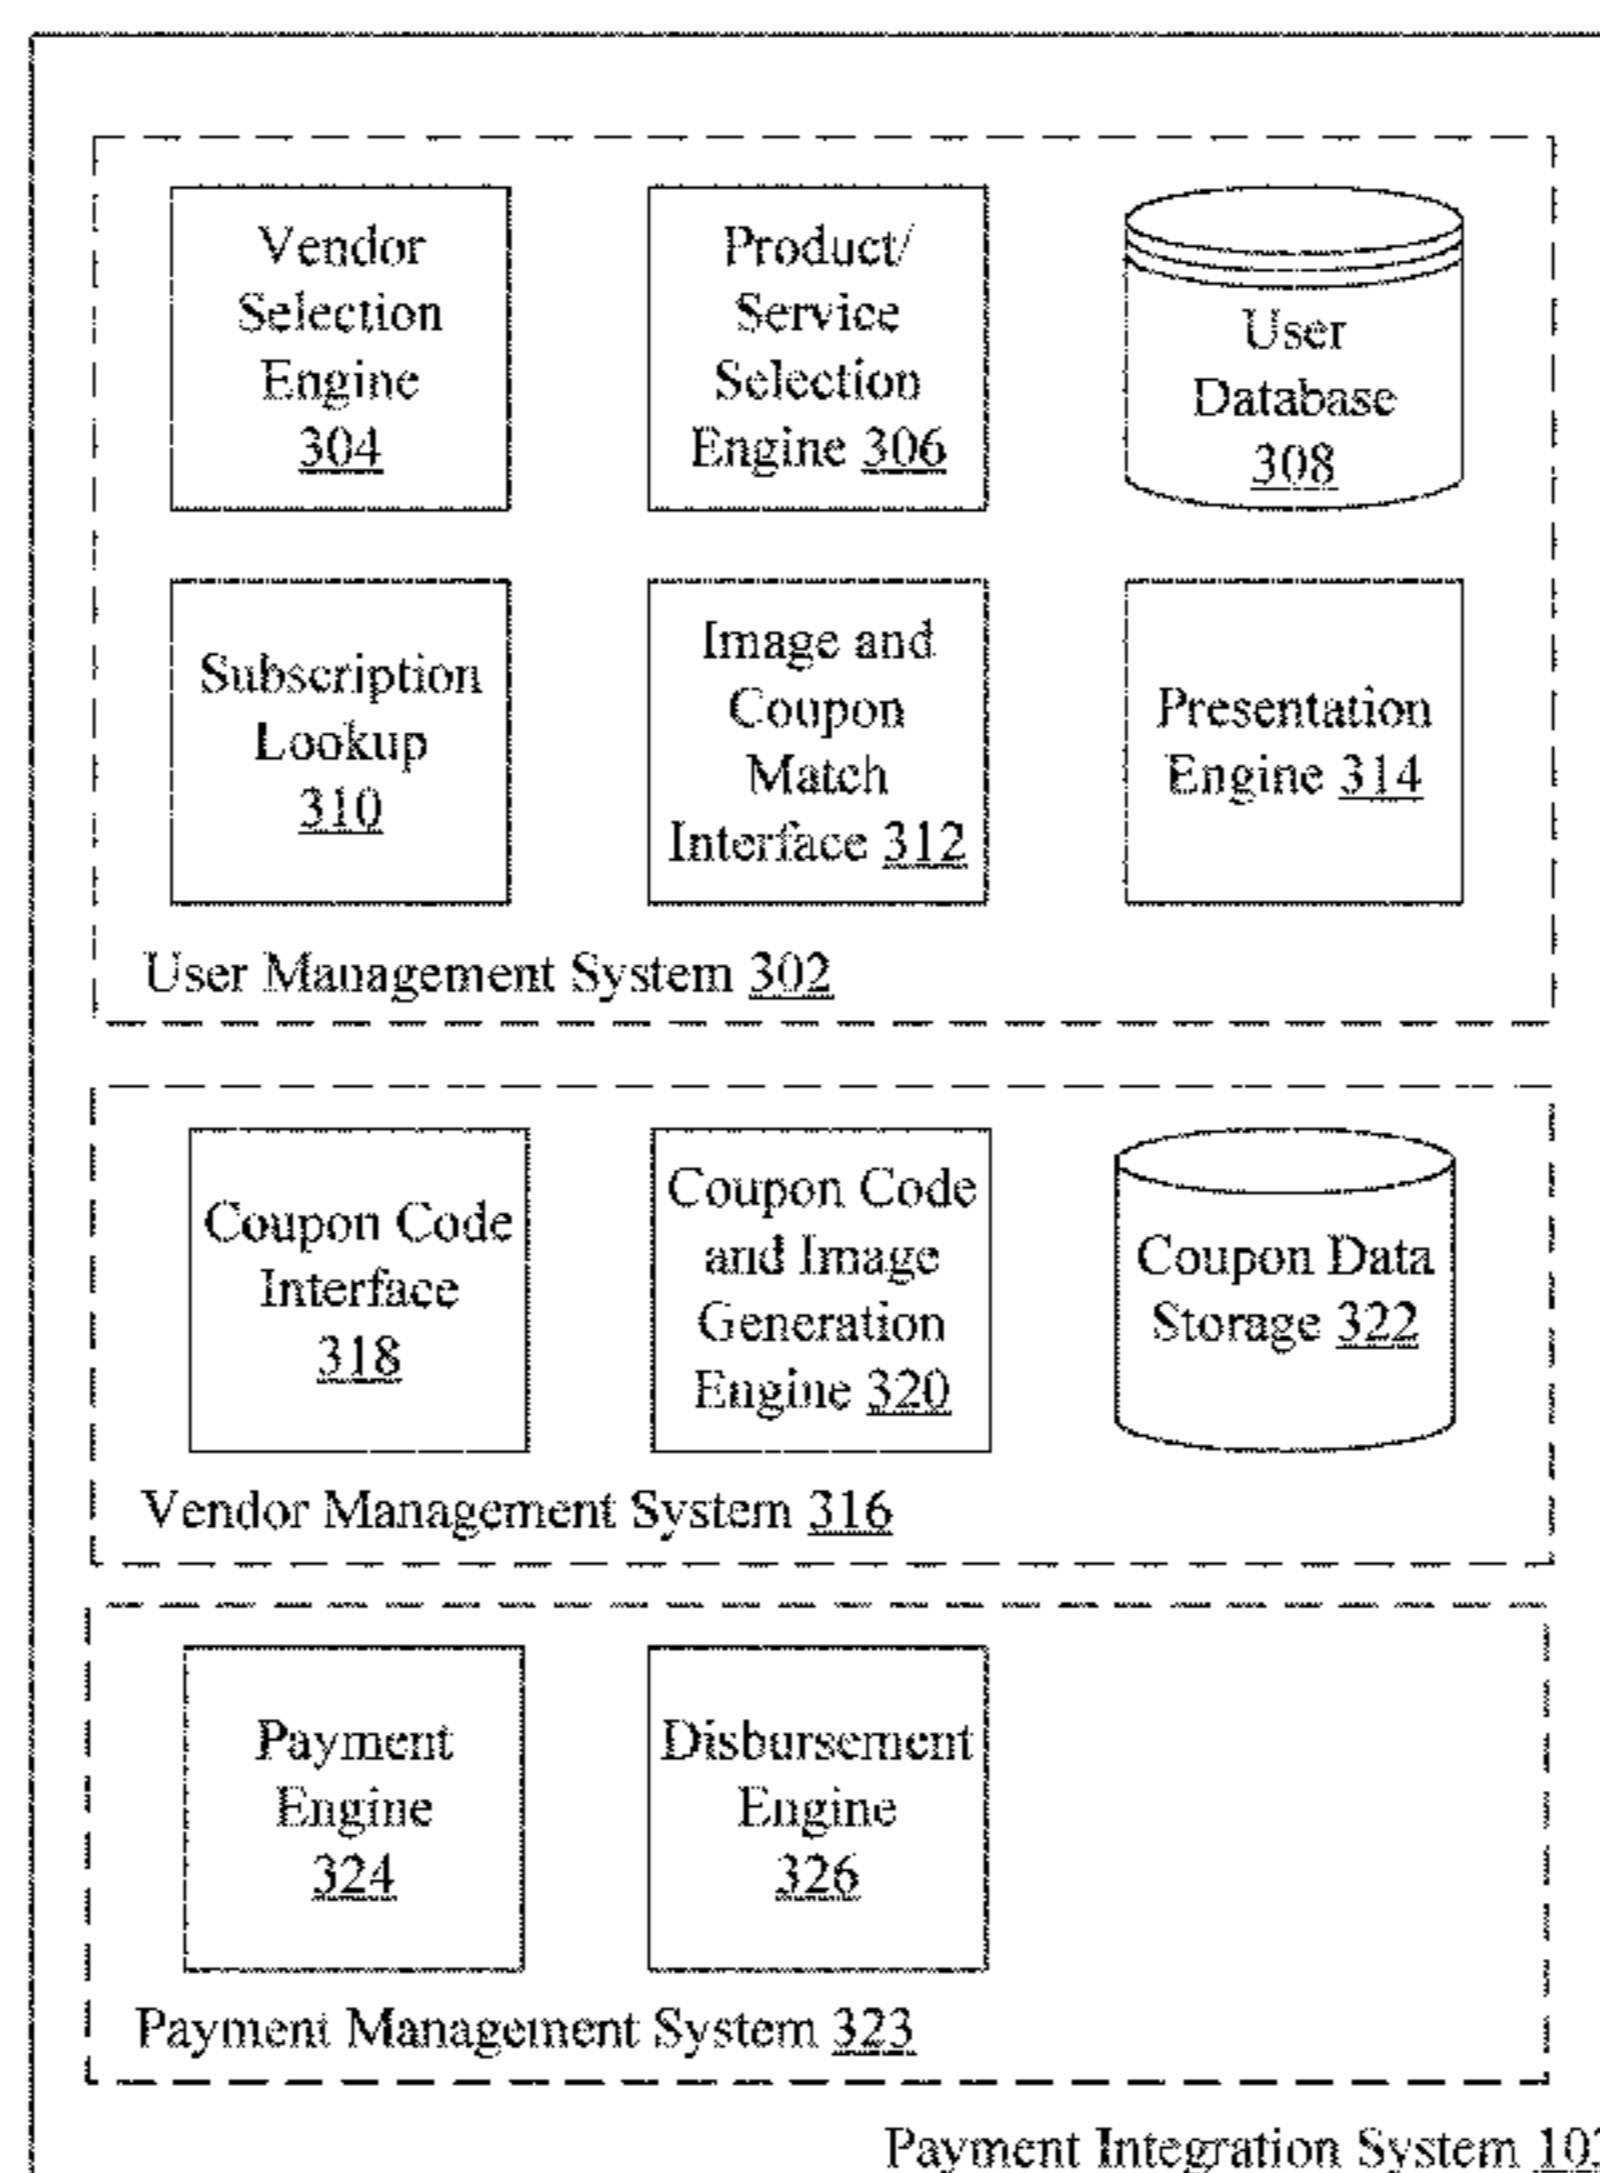 Vendor
Selection
Engine
304
Product/
Service
Selection
Engine 306
User
Database
308
Subscription
Lookup
310
Image and
Coupon
Match
Interface 312
Presentation
Engine 314
User Management System 302
Coupon Code
Interface
318
Coupon Code
and Image
Generation
Engine 320
Coupon Data
Storage 322
Vendor Management System 316
Payment
Engine
324
Disbursement
Engine
326
Payment Management System 323
Payment Integration System